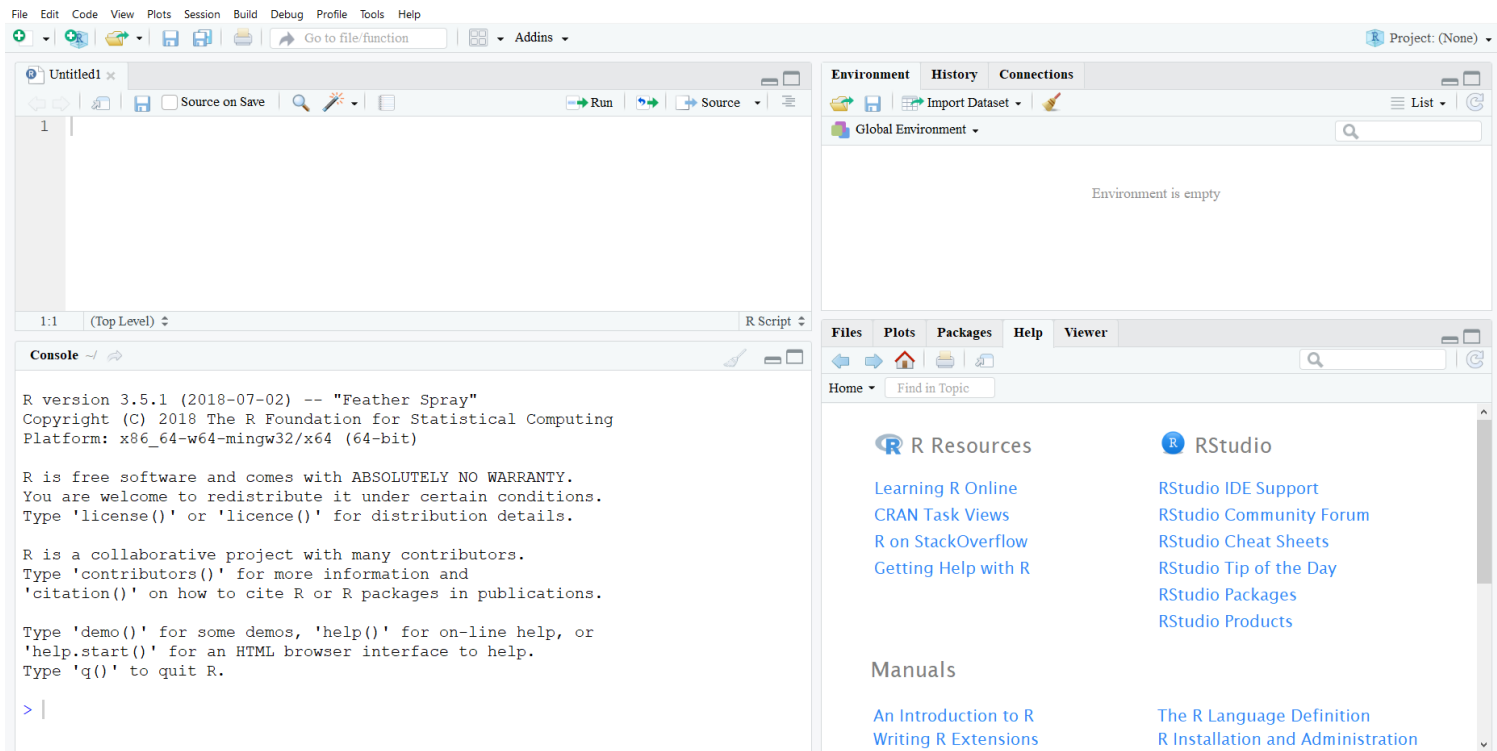 File Edit Code View Plots Session Build Debug Profile Tools Help
Go to file/function Addins Project: (None)
Untitled1
Source on Save Run Source
1
1:1 (Top Level) R Script
Console ~/
R version 3.5.1 (2018-07-02) -- "Feather Spray"
Copyright (C) 2018 The R Foundation for Statistical Computing
Platform: x86_64-w64-mingw32/x64 (64-bit)
R is free software and comes with ABSOLUTELY NO WARRANTY.
You are welcome to redistribute it under certain conditions.
Type 'license()' or 'licence()' for distribution details.
R is a collaborative project with many contributors.
Type 'contributors()' for more information and
'citation()' on how to cite R or R packages in publications.
Type 'demo()' for some demos, 'help()' for on-line help, or
'help.start()' for an HTML browser interface to help.
Type 'q()' to quit R.
>
Environment History Connections
Import Dataset List
Global Environment
Environment is empty
Files Plots Packages Help Viewer
Home Find in Topic
R Resources
Learning R Online
CRAN Task Views
R on StackOverflow
Getting Help with R
RStudio
RStudio IDE Support
RStudio Community Forum
RStudio Cheat Sheets
RStudio Tip of the Day
RStudio Packages
RStudio Products
Manuals
An Introduction to R The R Language Definition
Writing R Extensions R Installation and Administration